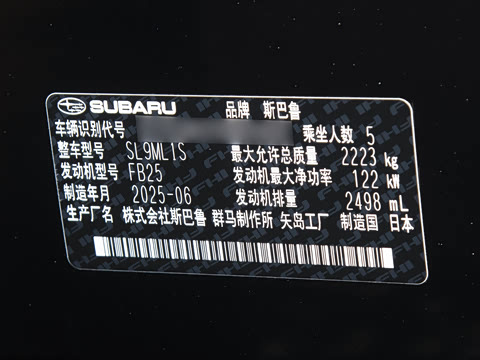 SUBARU 品牌 斯巴鲁
车辆识别代号 乘坐人数 5
整车型号 SL9ML1S 最大允许总质量 2223 kg
发动机型号 FB25 发动机最大净功率 122 kW
制造年月 2025-06 发动机排量 2498 mL
生产厂名 株式会社斯巴鲁 群马制作所 矢岛工厂 制造国 日本